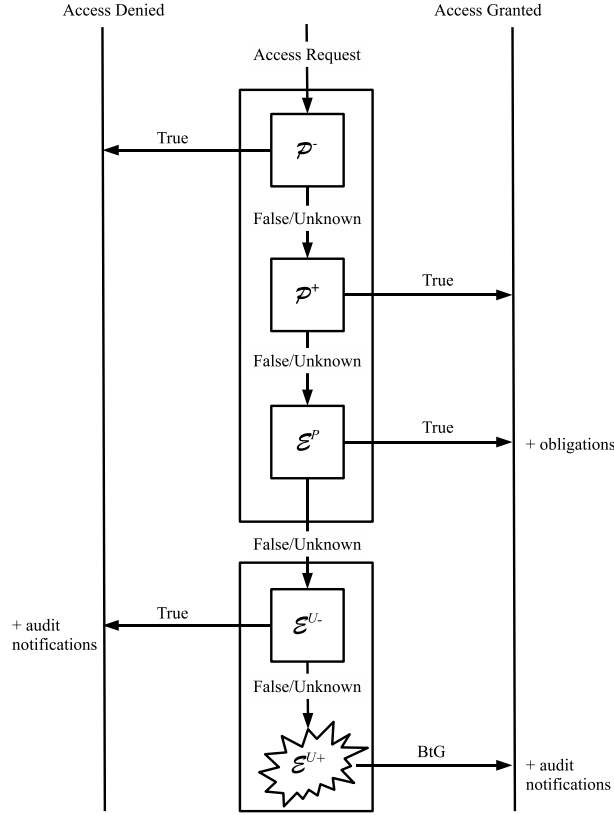 Access Denied
Access Granted
Access Request
True
𝓟-
False/Unknown
𝓟+
True
False/Unknown
𝓔P
True
+ obligations
False/Unknown
+ audit
notifications
True
𝓔U-
False/Unknown
𝓔U+
BtG
+ audit
notifications